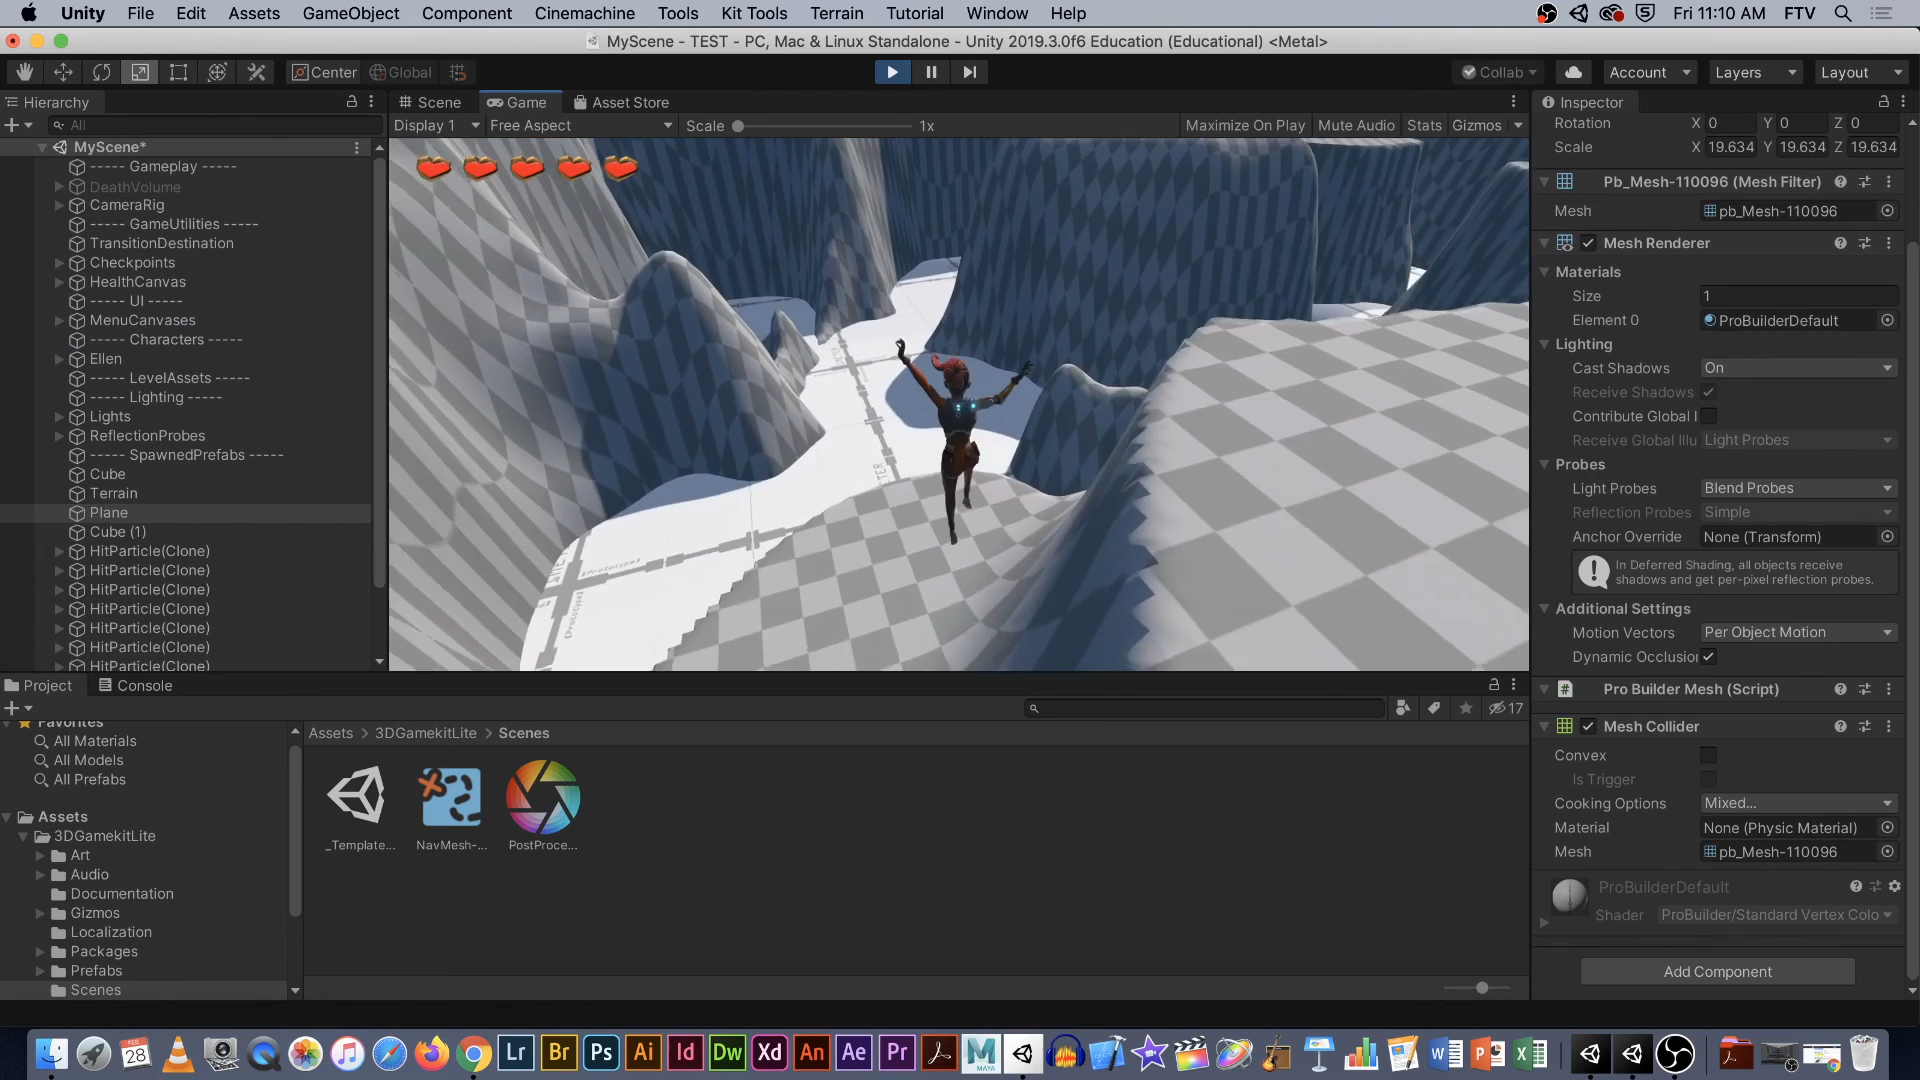 Unity File Edit Assets GameObject Component Cinemachine Tools Kit Tools Terrain Tutorial Window Help Fri 11:10 AM FTV
MyScene - TEST - PC, Mac & Linux Standalone - Unity 2019.3.0f6 Education (Educational) <Metal>
Center Global Collab Account Layers Layout
Hierarchy Scene Game Asset Store Inspector
All Display 1 Free Aspect Scale 1x Maximize On Play Mute Audio Stats Gizmos
MyScene*
----- Gameplay -----
DeathVolume
CameraRig
----- GameUtilities -----
TransitionDestination
Checkpoints
HealthCanvas
----- UI -----
MenuCanvases
----- Characters -----
Ellen
----- LevelAssets -----
----- Lighting -----
Lights
ReflectionProbes
----- SpawnedPrefabs -----
Cube
Terrain
Plane
Cube (1)
HitParticle(Clone)
HitParticle(Clone)
HitParticle(Clone)
HitParticle(Clone)
HitParticle(Clone)
HitParticle(Clone)
HitParticle(Clone)
Rotation X 0 Y 0 Z 0
Scale X 19.634 Y 19.634 Z 19.634
Pb_Mesh-110096 (Mesh Filter)
Mesh pb_Mesh-110096
Mesh Renderer
Materials
Size 1
Element 0 ProBuilderDefault
Lighting
Cast Shadows On
Receive Shadows
Contribute Global I
Receive Global Illu Light Probes
Probes
Light Probes Blend Probes
Reflection Probes Simple
Anchor Override None (Transform)
In Deferred Shading, all objects receive
shadows and get per-pixel reflection probes.
Additional Settings
Motion Vectors Per Object Motion
Dynamic Occlusion
Pro Builder Mesh (Script)
Mesh Collider
Convex
Is Trigger
Cooking Options Mixed...
Material None (Physic Material)
Mesh pb_Mesh-110096
ProBuilderDefault
Shader ProBuilder/Standard Vertex Colo
Add Component
Project Console
17
Favorites
All Materials
All Models
All Prefabs
Assets
3DGamekitLite
Art
Audio
Documentation
Gizmos
Localization
Packages
Prefabs
Scenes
Assets > 3DGamekitLite > Scenes
_Template... NavMesh-... PostProce...
FEB
28
Lr Br Ps Ai Id Dw Xd An Ae Pr
MAYA